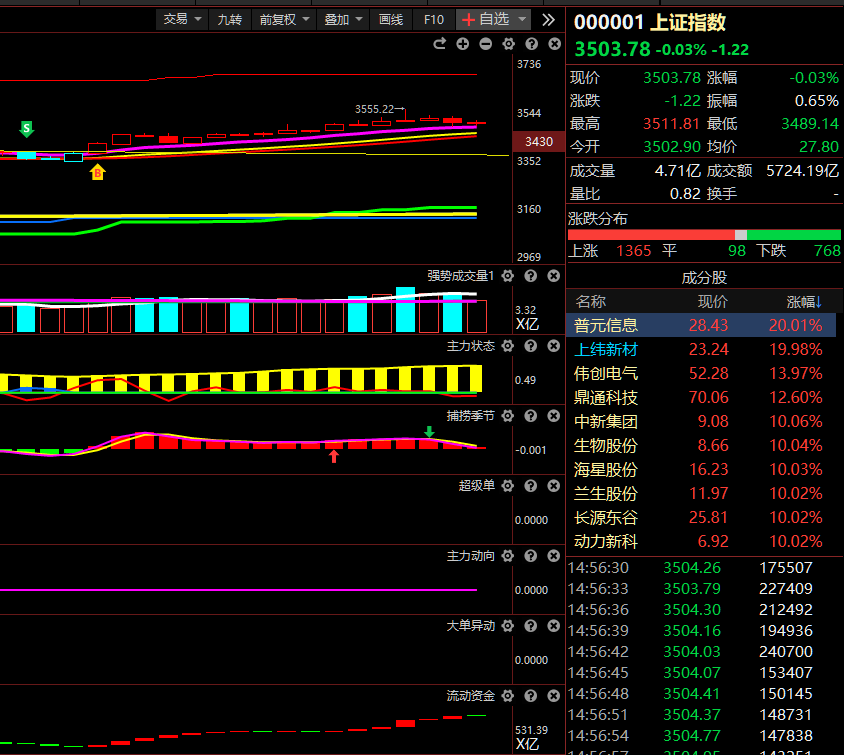 交易 九转 前复权 叠加 画线 F10 +自选
000001 上证指数
3503.78 -0.03% -1.22
现价 3503.78 涨幅 -0.03%
涨跌 -1.22 振幅 0.65%
最高 3511.81 最低 3489.14
今开 3502.90 均价 27.80
成交量 4.71亿 成交额 5724.19亿
量比 0.82 换手 -
涨跌分布
上涨 1365 平 98 下跌 768
成分股
名称 现价 涨幅↓
普元信息 28.43 20.01%
上纬新材 23.24 19.98%
伟创电气 52.28 13.97%
鼎通科技 70.06 12.60%
中新集团 9.08 10.06%
生物股份 8.66 10.04%
海星股份 16.23 10.03%
兰生股份 11.97 10.02%
长源东谷 25.81 10.02%
动力新科 6.92 10.02%
14:56:30 3504.26 175507
14:56:33 3503.79 227409
14:56:36 3504.30 212492
14:56:39 3504.16 194936
14:56:42 3504.03 240700
14:56:45 3504.07 153407
14:56:48 3504.41 150145
14:56:51 3504.37 148731
14:56:54 3504.77 147838
3736
3555.22→
3544
S
3430
3352
B
3160
2969
强势成交量1
3.32
X亿
主力状态
0.49
捕捞季节
-0.001
超级单
0.0000
主力动向
0.0000
大单异动
0.0000
流动资金
531.39
X亿